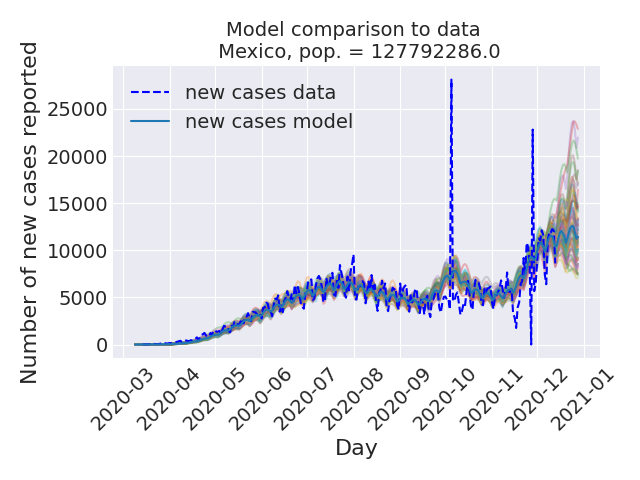 Model comparison to data
Mexico, pop. = 127792286.0
Number of new cases reported
25000
20000
15000
10000
5000
0
new cases data
new cases model
2020-03
2020-04
2020-05
2020-06
2020-07
2020-08
2020-09
2020-10
2020-11
2020-12
2021-01
Day